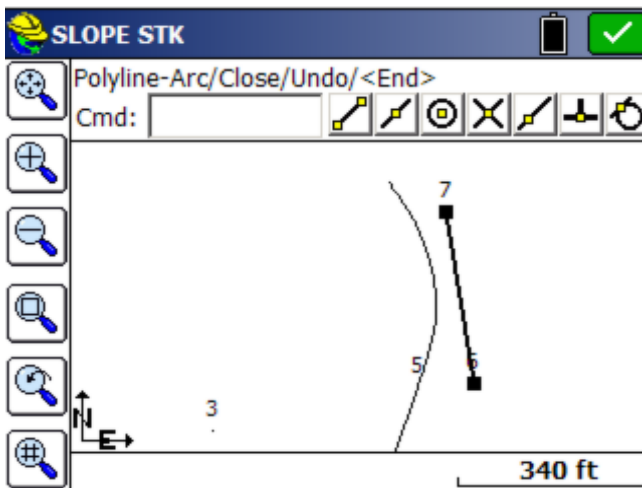 SLOPE STK
Polyline-Arc/Close/Undo/<End>
Cmd:
7
5
6
3
N
E
340 ft